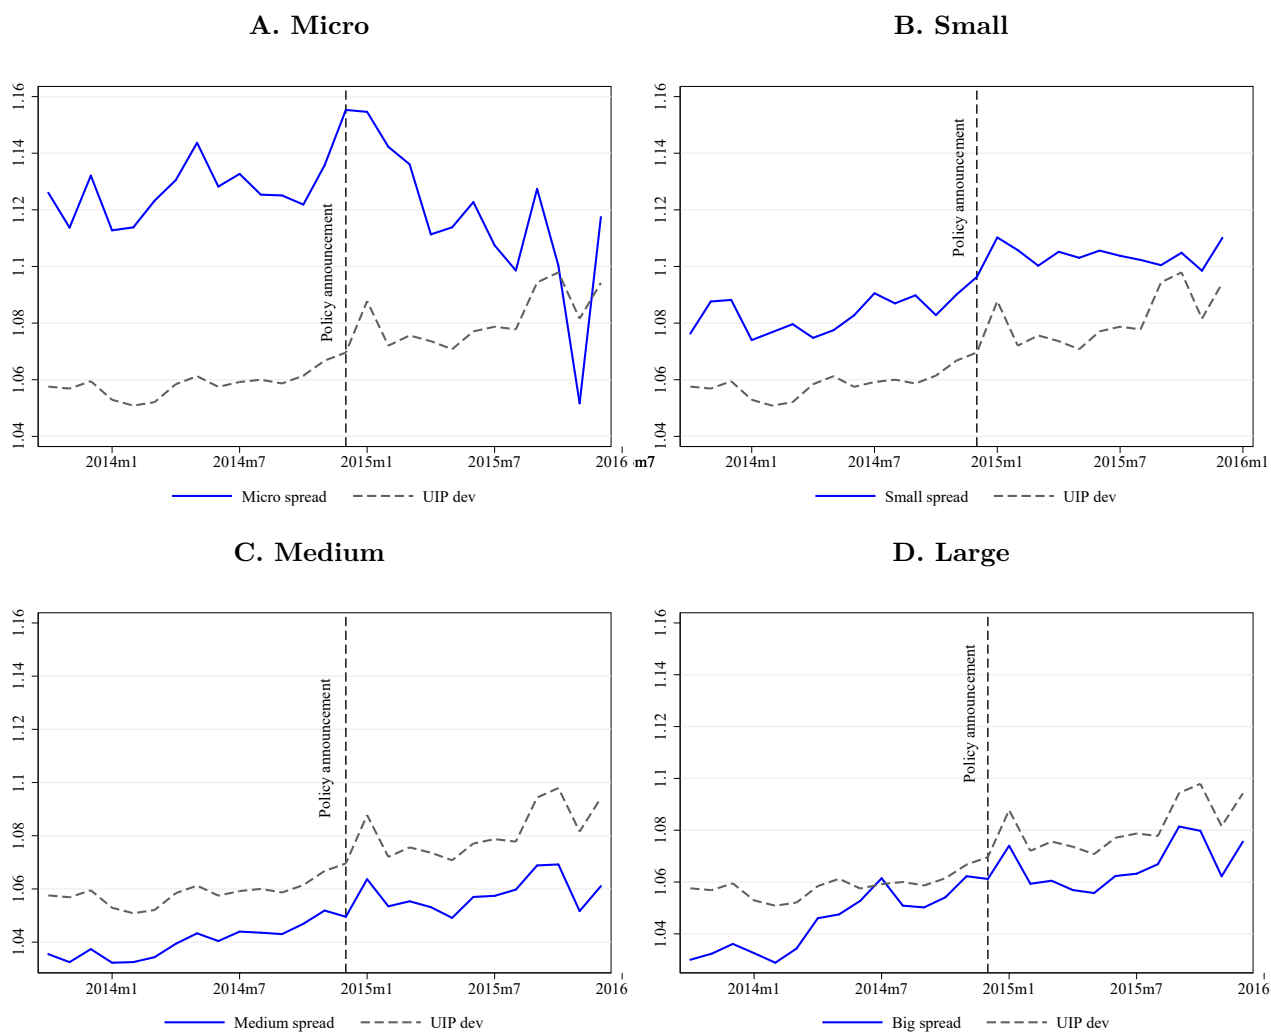 A. Micro
1.16
1.14
1.12
1.1
1.08
1.06
1.04
Policy announcement
2014m1 2014m7 2015m1 2015m7 2016 m7
Micro spread UIP dev
B. Small
1.16
1.14
1.12
1.1
1.08
1.06
1.04
Policy announcement
2014m1 2014m7 2015m1 2015m7 2016m1
Small spread UIP dev
C. Medium
1.16
1.14
1.12
1.1
1.08
1.06
1.04
Policy announcement
2014m1 2014m7 2015m1 2015m7 2016
Medium spread UIP dev
D. Large
1.16
1.14
1.12
1.1
1.08
1.06
1.04
Policy announcement
2014m1 2014m7 2015m1 2015m7 2016
Big spread UIP dev